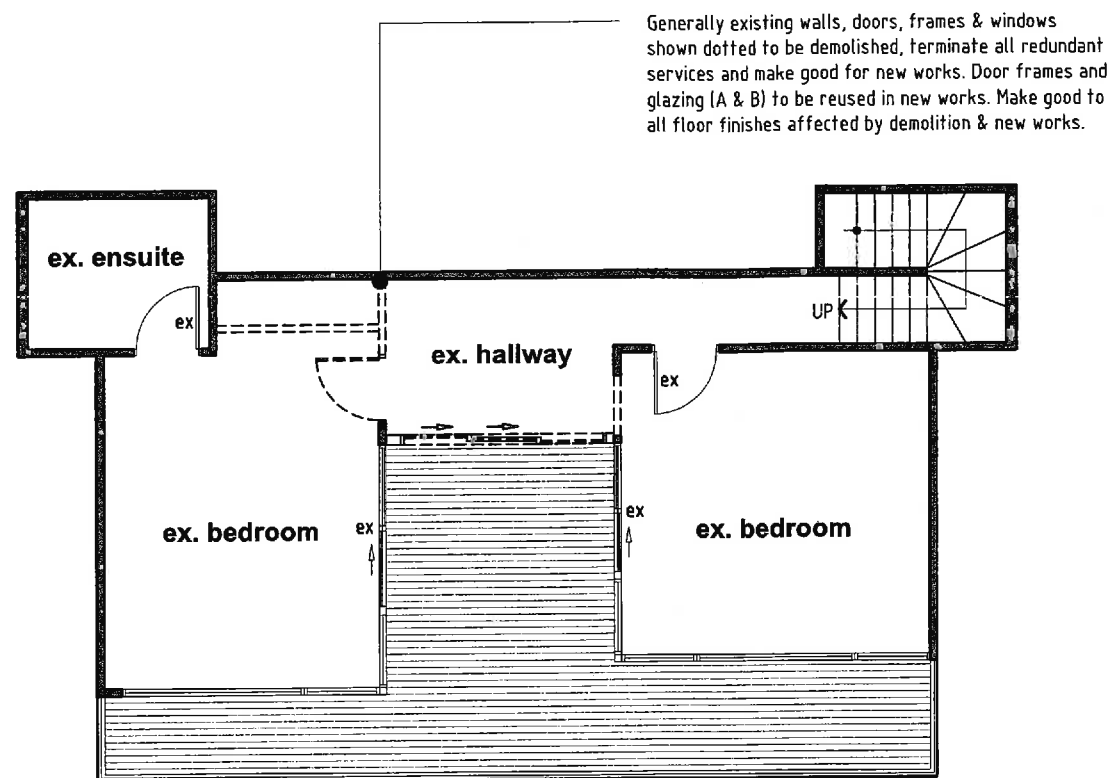 Generally existing walls, doors, frames & windows
shown dotted to be demolished, terminate all redundant
services and make good for new works. Door frames and
glazing (A & B) to be reused in new works. Make good to
all floor finishes affected by demolition & new works.
ex. ensuite
ex
UP
ex. hallway
ex
ex
ex
ex. bedroom
ex. bedroom